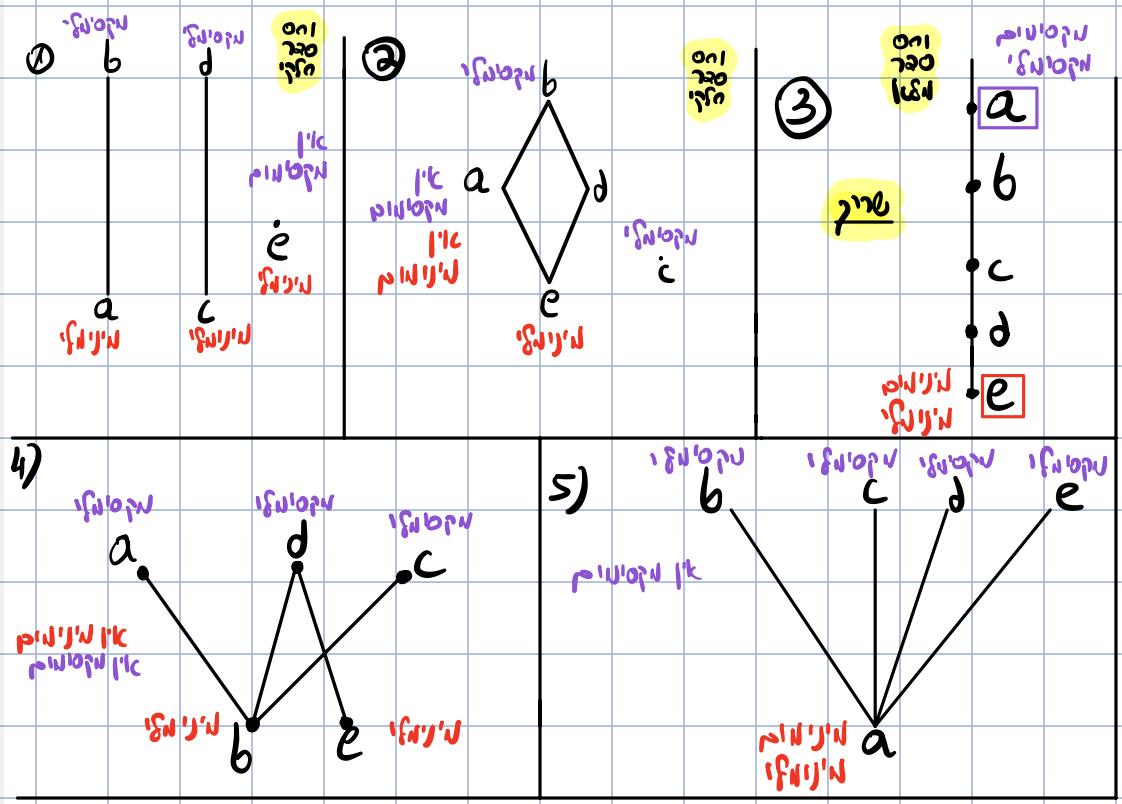 1
מקסימלי
b
מקסימלי
d
יחס
סדר
חלקי
אין
מקסימום
e
מינימלי
a
מינימלי
c
מינימלי
2
יחס
סדר
חלקי
מקסימלי
b
a
d
אין
מקסימום
אין
מינימום
מקסימלי
c
e
מינימלי
3
יחס
סדר
מלא
מקסימום
מקסימלי
a
b
שרשרת
c
d
מינימום
מינימלי
e
4)
מקסימלי
a
מקסימלי
d
מקסימלי
c
אין מינימום
אין מקסימום
מינימלי
b
e
מינימלי
5)
מקסימלי
b
מקסימלי
c
מקסימלי
d
מקסימלי
e
אין מקסימום
מינימום
מינימלי
a